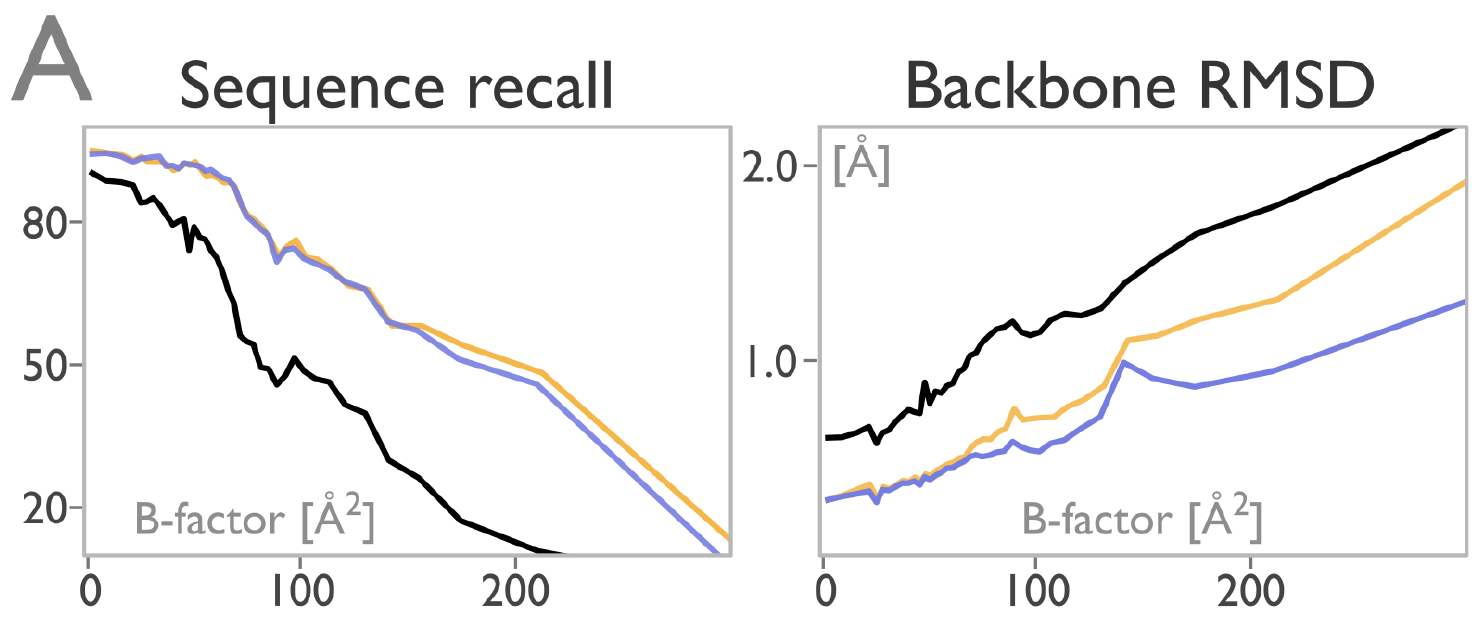 A
Sequence recall
80
50
20
B-factor [Å²]
0 100 200
Backbone RMSD
[Å]
2.0
1.0
B-factor [Å²]
0 100 200